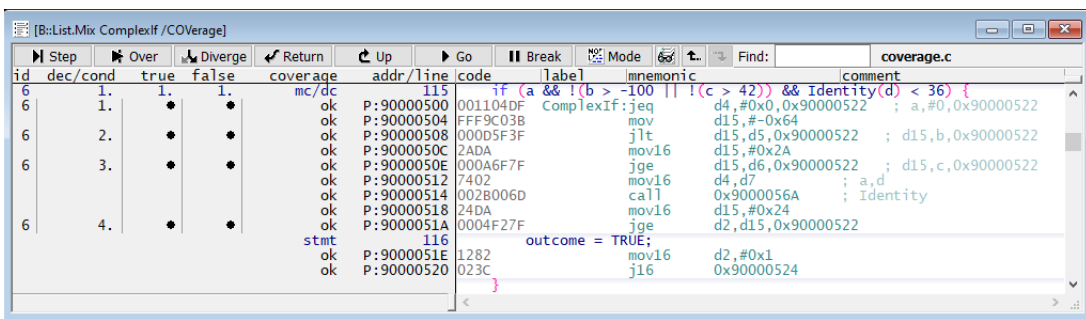 [B::List.Mix ComplexIf /COVerage]
Step Over Diverge Return Up Go Break Mode Find: coverage.c
id dec/cond true false coverage addr/line code label mnemonic comment
6 1. 1. 1. mc/dc 115 if (a && !(b > -100 || !(c > 42)) && Identity(d) < 36) {
6 1. ● ● ok P:90000500 001104DF ComplexIf:jeq d4,#0x0,0x90000522 ; a,#0,0x90000522
ok P:90000504 FFF9C03B mov d15,#-0x64
6 2. ● ● ok P:90000508 000D5F3F jlt d15,d5,0x90000522 ; d15,b,0x90000522
ok P:9000050C 2ADA mov16 d15,#0x2A
6 3. ● ● ok P:9000050E 000A6F7F jge d15,d6,0x90000522 ; d15,c,0x90000522
ok P:90000512 7402 mov16 d4,d7 ; a,d
ok P:90000514 002B006D call 0x9000056A ; Identity
ok P:90000518 24DA mov16 d15,#0x24
6 4. ● ● ok P:9000051A 0004F27F jge d2,d15,0x90000522
stmt 116 outcome = TRUE;
ok P:9000051E 1282 mov16 d2,#0x1
ok P:90000520 023C j16 0x90000524
}